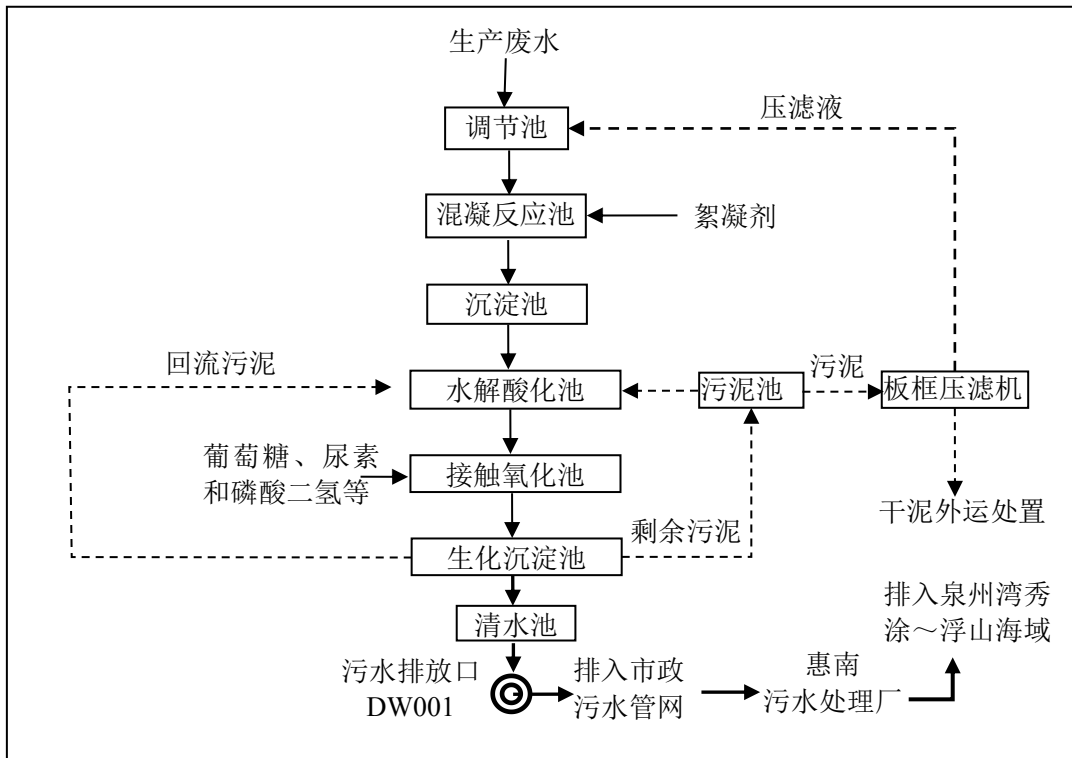 生产废水
调节池
压滤液
混凝反应池
絮凝剂
沉淀池
回流污泥
水解酸化池
污泥池
污泥
板框压滤机
葡萄糖、尿素
和磷酸二氢等
接触氧化池
干泥外运处置
生化沉淀池
剩余污泥
清水池
污水排放口
DW001
排入市政
污水管网
惠南
污水处理厂
排入泉州湾秀
涂～浮山海域